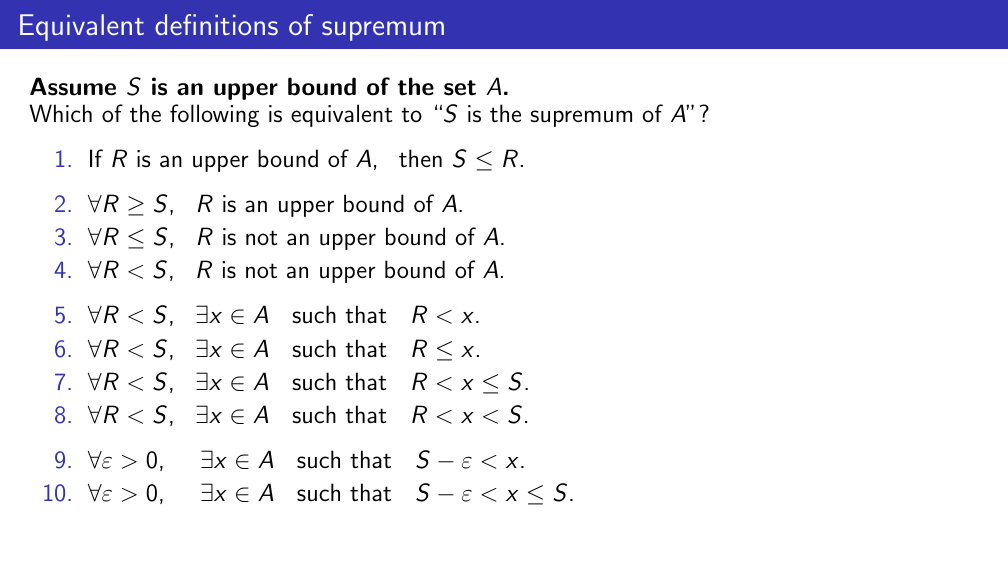 Equivalent definitions of supremum
Assume S is an upper bound of the set A.
Which of the following is equivalent to “S is the supremum of A”?
1. If R is an upper bound of A, then S ≤ R.
2. ∀R ≥ S, R is an upper bound of A.
3. ∀R ≤ S, R is not an upper bound of A.
4. ∀R < S, R is not an upper bound of A.
5. ∀R < S, ∃x ∈ A such that R < x.
6. ∀R < S, ∃x ∈ A such that R ≤ x.
7. ∀R < S, ∃x ∈ A such that R < x ≤ S.
8. ∀R < S, ∃x ∈ A such that R < x < S.
9. ∀ε > 0, ∃x ∈ A such that S − ε < x.
10. ∀ε > 0, ∃x ∈ A such that S − ε < x ≤ S.